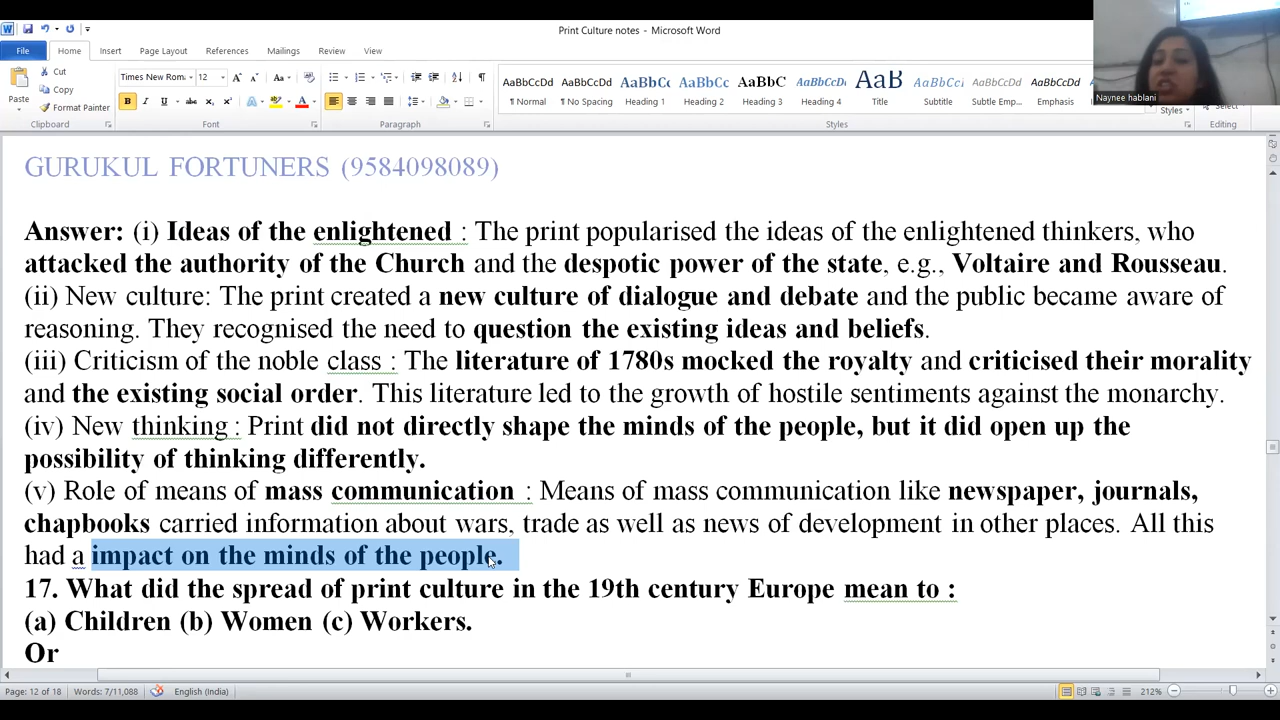 Print Culture notes - Microsoft Word
File Home Insert Page Layout References Mailings Review View
Cut
Copy
Format Painter
Paste
Times New Rom 12
AaBbCcDd AaBbCcDd AaBbCc AaBbCc AaBbC AaBbCcDd AaB AaBbCcD AaBbCcDd AaBbCcDd
¶ Normal ¶ No Spacing Heading 1 Heading 2 Heading 3 Heading 4 Title Subtitle Subtle Emp... Emphasis
Naynee hablani
Clipboard Font Paragraph Styles Styles Editing
GURUKUL FORTUNERS (9584098089)
Answer: (i) Ideas of the enlightened : The print popularised the ideas of the enlightened thinkers, who
attacked the authority of the Church and the despotic power of the state, e.g., Voltaire and Rousseau.
(ii) New culture: The print created a new culture of dialogue and debate and the public became aware of
reasoning. They recognised the need to question the existing ideas and beliefs.
(iii) Criticism of the noble class : The literature of 1780s mocked the royalty and criticised their morality
and the existing social order. This literature led to the growth of hostile sentiments against the monarchy.
(iv) New thinking : Print did not directly shape the minds of the people, but it did open up the
possibility of thinking differently.
(v) Role of means of mass communication : Means of mass communication like newspaper, journals,
chapbooks carried information about wars, trade as well as news of development in other places. All this
had a impact on the minds of the people.
17. What did the spread of print culture in the 19th century Europe mean to :
(a) Children (b) Women (c) Workers.
Or
Page: 12 of 18 Words: 7/11,088 English (India) 212%